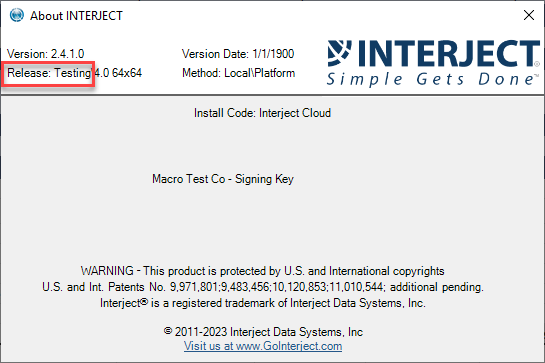 About INTERJECT
Version: 2.4.1.0 Version Date: 1/1/1900
Release: Testing 4.0 64x64 Method: Local\Platform
INTERJECT®
Simple Gets Done™
Install Code: Interject Cloud
Macro Test Co - Signing Key
WARNING - This product is protected by U.S. and International copyrights
U.S. and Int. Patents No. 9,971,801;9,483,456;10,120,853;11,010,544; additional pending.
Interject® is a registered trademark of Interject Data Systems, Inc.
© 2011-2023 Interject Data Systems, Inc
Visit us at www.GoInterject.com